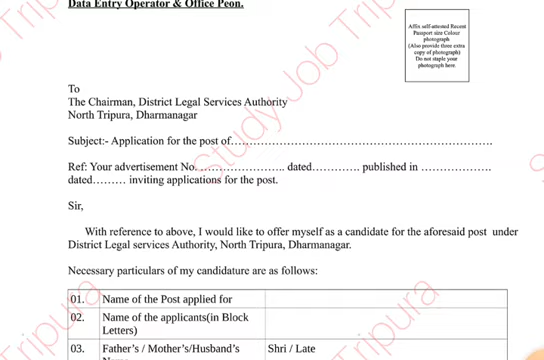 Data Entry Operator & Office Peon.
Affix self-attested Recent
Passport size Colour
photograph
(Also provide three extra
copy of photograph)
Do not staple your
photograph here.
To
The Chairman, District Legal Services Authority
North Tripura, Dharmanagar
Subject:- Application for the post of……………………………………………………………
Ref: Your advertisement No. ………………….. dated…………. published in ……………….
dated……… inviting applications for the post.
Sir,
With reference to above, I would like to offer myself as a candidate for the aforesaid post under
District Legal services Authority, North Tripura, Dharmanagar.
Necessary particulars of my candidature are as follows:
01. Name of the Post applied for
02. Name of the applicants(in Block
Letters)
03. Father's / Mother's/Husband's Shri / Late
Name
Study Job Tripura
Tripura
Tripura